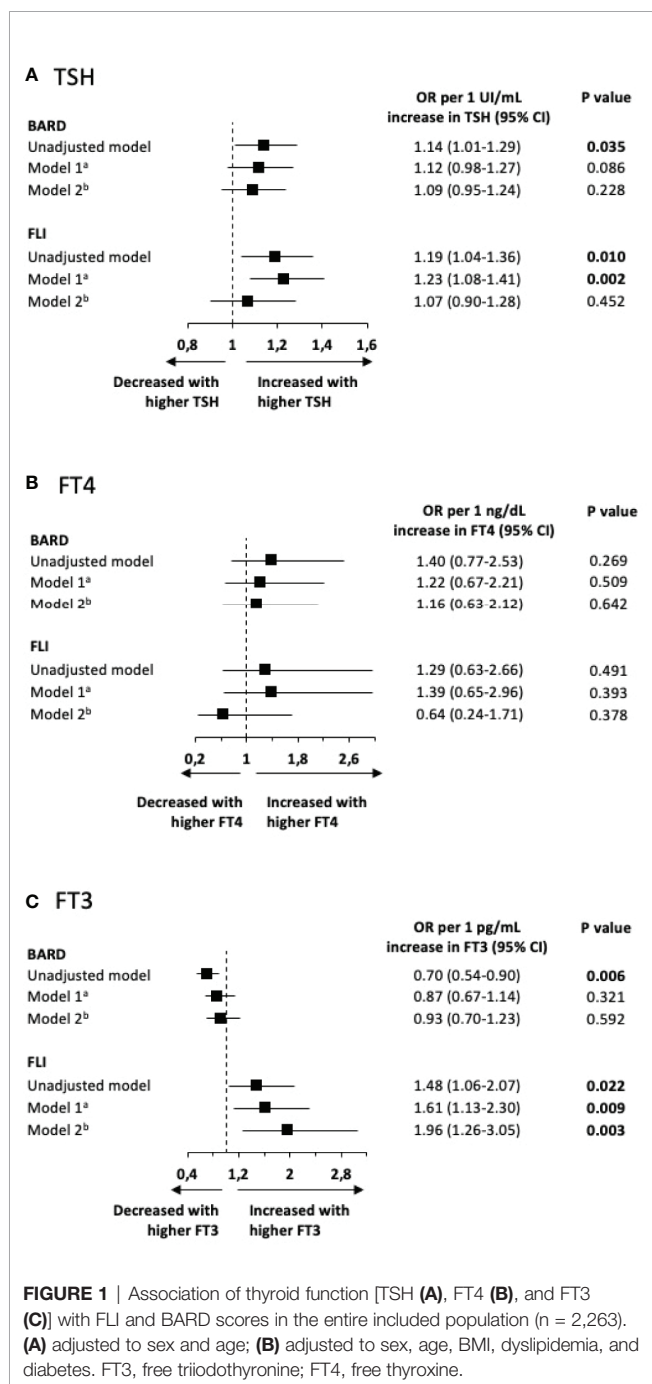 A TSH
OR per 1 UI/mL P value
increase in TSH (95% CI)
BARD
Unadjusted model 1.14 (1.01-1.29) 0.035
Model 1ᵃ 1.12 (0.98-1.27) 0.086
Model 2ᵇ 1.09 (0.95-1.24) 0.228
FLI
Unadjusted model 1.19 (1.04-1.36) 0.010
Model 1ᵃ 1.23 (1.08-1.41) 0.002
Model 2ᵇ 1.07 (0.90-1.28) 0.452
0,8 1 1,2 1,4 1,6
Decreased with Increased with
higher TSH higher TSH
B FT4
OR per 1 ng/dL P value
increase in FT4 (95% CI)
BARD
Unadjusted model 1.40 (0.77-2.53) 0.269
Model 1ᵃ 1.22 (0.67-2.21) 0.509
Model 2ᵇ 1.16 (0.63-2.12) 0.642
FLI
Unadjusted model 1.29 (0.63-2.66) 0.491
Model 1ᵃ 1.39 (0.65-2.96) 0.393
Model 2ᵇ 0.64 (0.24-1.71) 0.378
0,2 1 1,8 2,6
Decreased with Increased with
higher FT4 higher FT4
C FT3
OR per 1 pg/mL P value
increase in FT3 (95% CI)
BARD
Unadjusted model 0.70 (0.54-0.90) 0.006
Model 1ᵃ 0.87 (0.67-1.14) 0.321
Model 2ᵇ 0.93 (0.70-1.23) 0.592
FLI
Unadjusted model 1.48 (1.06-2.07) 0.022
Model 1ᵃ 1.61 (1.13-2.30) 0.009
Model 2ᵇ 1.96 (1.26-3.05) 0.003
0,4 1,2 2 2,8
Decreased with Increased with
higher FT3 higher FT3
FIGURE 1 | Association of thyroid function [TSH (A), FT4 (B), and FT3
(C)] with FLI and BARD scores in the entire included population (n = 2,263).
(A) adjusted to sex and age; (B) adjusted to sex, age, BMI, dyslipidemia, and
diabetes. FT3, free triiodothyronine; FT4, free thyroxine.